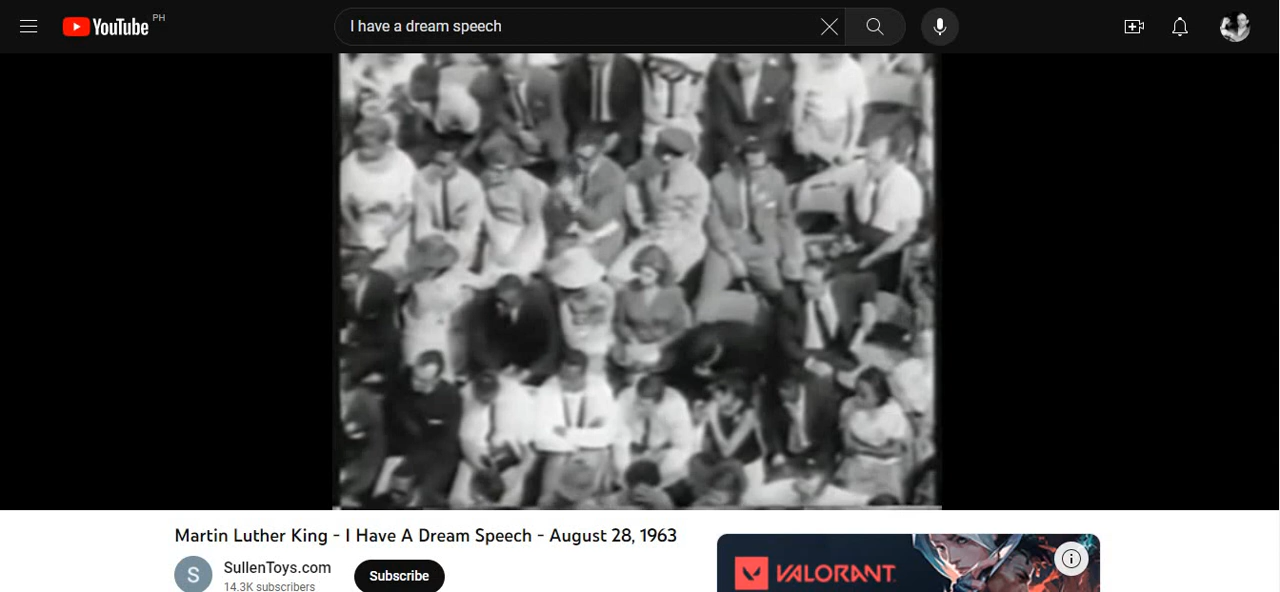 YouTube PH
I have a dream speech
Martin Luther King - I Have A Dream Speech - August 28, 1963
S
SullenToys.com
14.3K subscribers
Subscribe
VALORANT